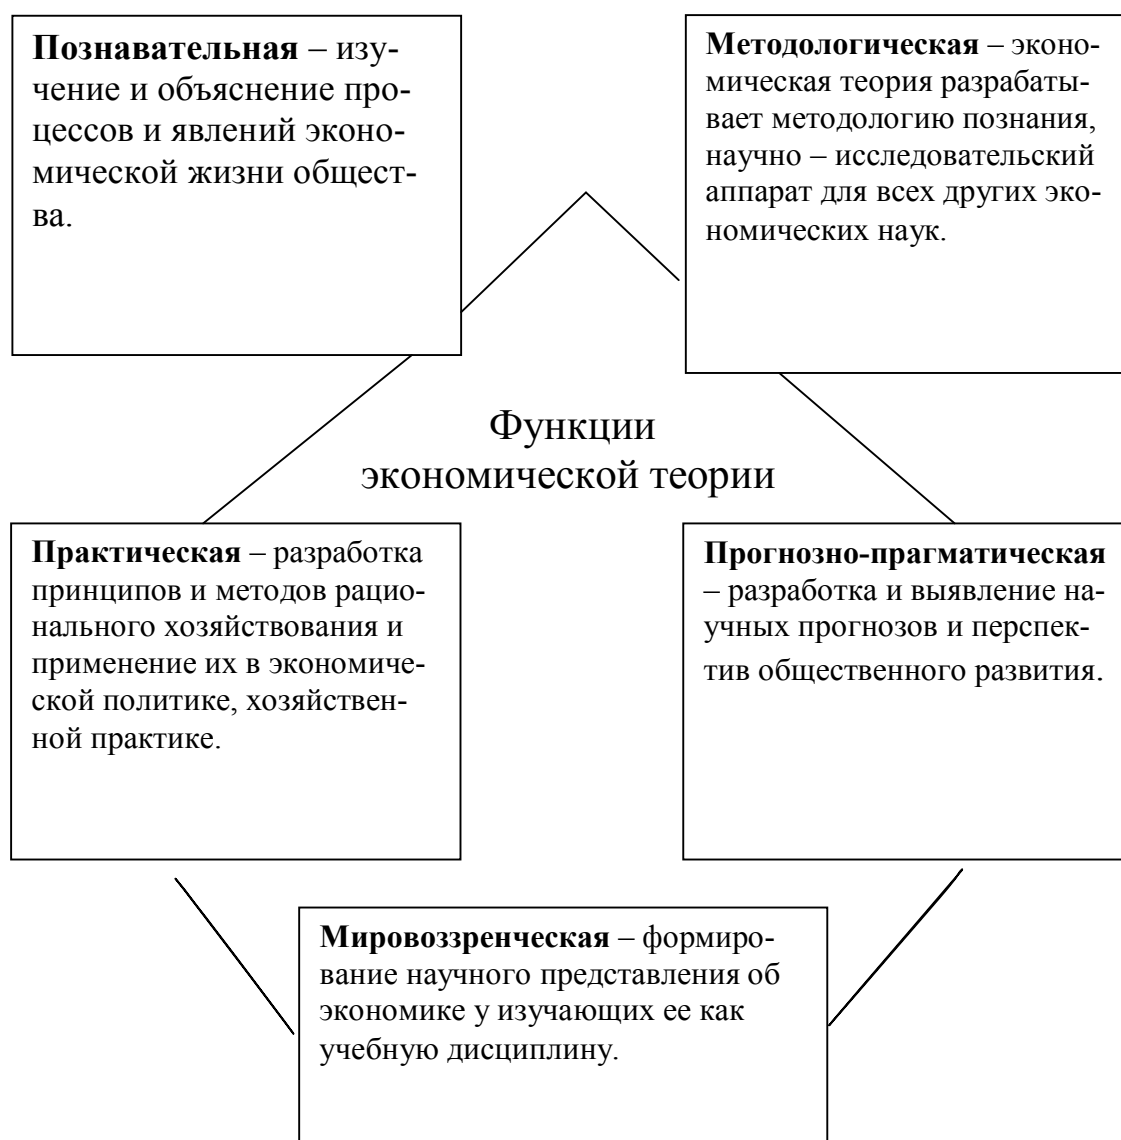 Познавательная – изу-
чение и объяснение про-
цессов и явлений эконо-
мической жизни общест-
ва.
Методологическая – эконо-
мическая теория разрабаты-
вает методологию познания,
научно – исследовательский
аппарат для всех других эко-
номических наук.
Функции
экономической теории
Практическая – разработка
принципов и методов рацио-
нального хозяйствования и
применение их в экономиче-
ской политике, хозяйствен-
ной практике.
Прогнозно-прагматическая
– разработка и выявление на-
учных прогнозов и перспек-
тив общественного развития.
Мировоззренческая – формиро-
вание научного представления об
экономике у изучающих ее как
учебную дисциплину.